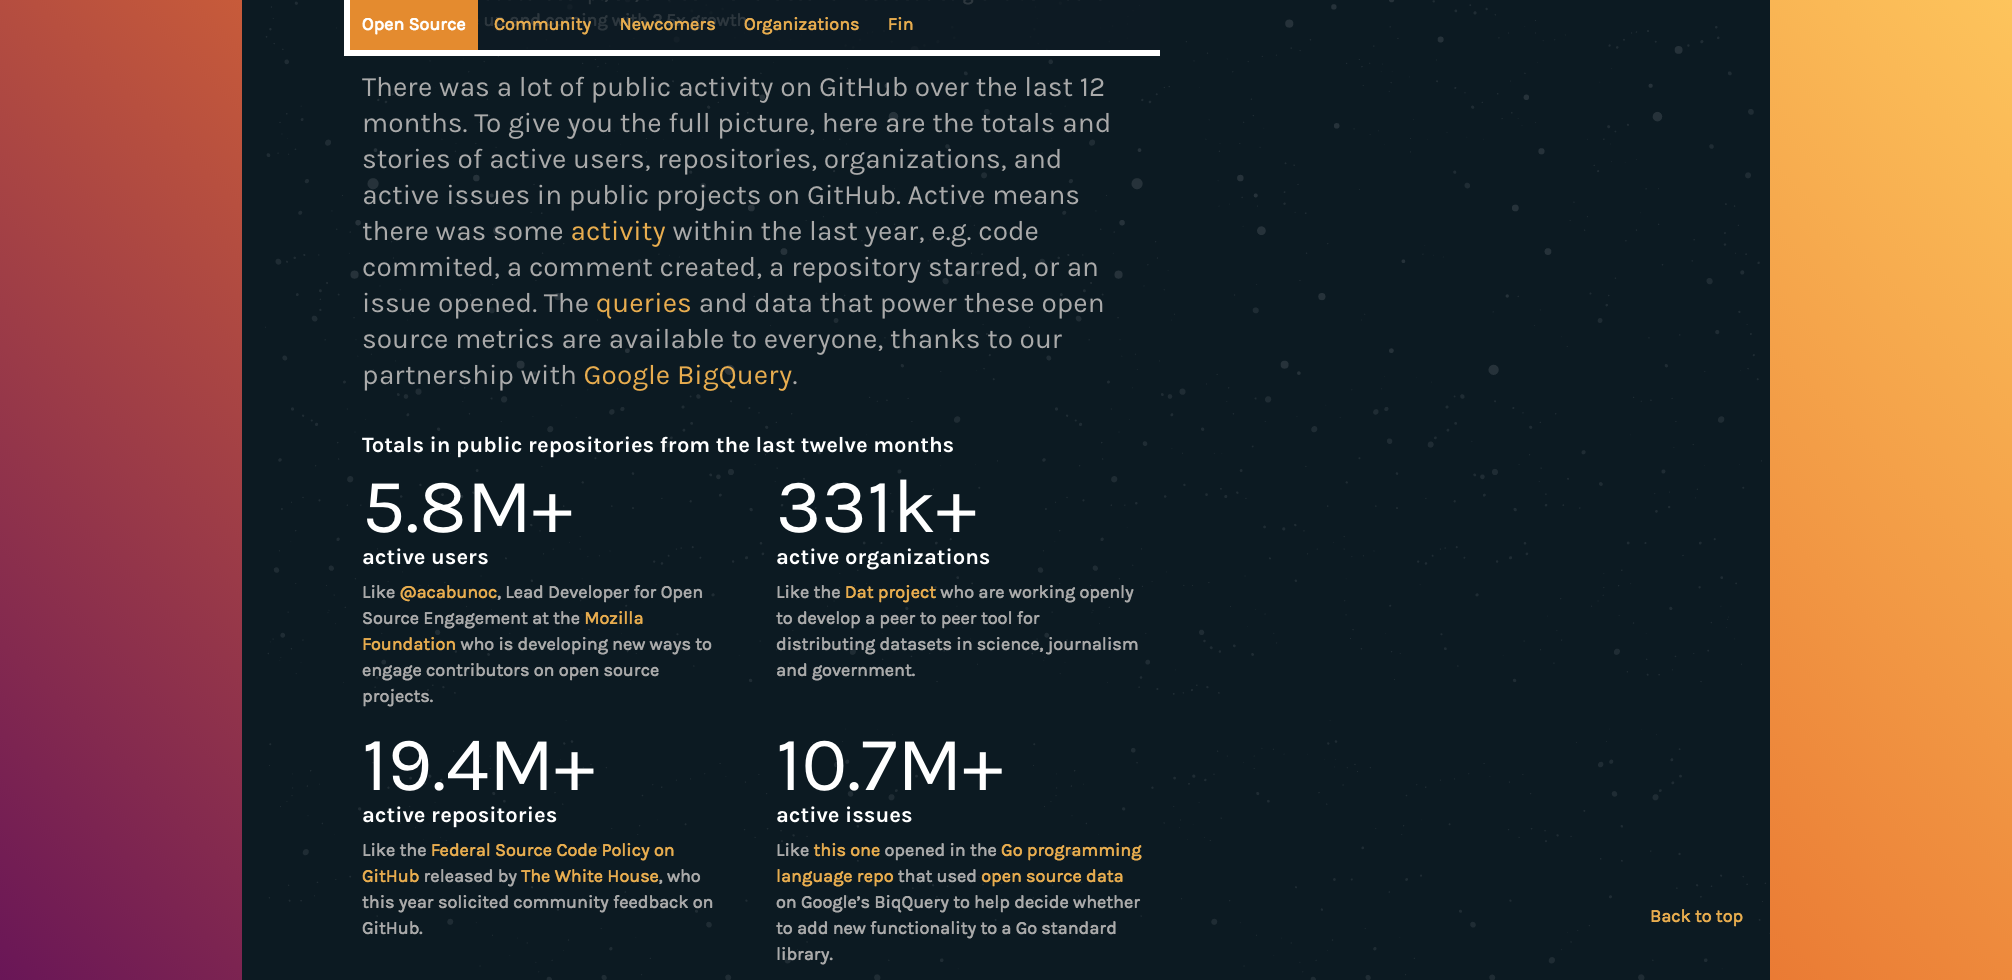 Open Source Community Newcomers Organizations Fin
up and coming with 2.5x growth
There was a lot of public activity on GitHub over the last 12
months. To give you the full picture, here are the totals and
stories of active users, repositories, organizations, and
active issues in public projects on GitHub. Active means
there was some activity within the last year, e.g. code
commited, a comment created, a repository starred, or an
issue opened. The queries and data that power these open
source metrics are available to everyone, thanks to our
partnership with Google BigQuery.
Totals in public repositories from the last twelve months
5.8M+
active users
Like @acabunoc, Lead Developer for Open
Source Engagement at the Mozilla
Foundation who is developing new ways to
engage contributors on open source
projects.
331k+
active organizations
Like the Dat project who are working openly
to develop a peer to peer tool for
distributing datasets in science, journalism
and government.
19.4M+
active repositories
Like the Federal Source Code Policy on
GitHub released by The White House, who
this year solicited community feedback on
GitHub.
10.7M+
active issues
Like this one opened in the Go programming
language repo that used open source data
on Google’s BiqQuery to help decide whether
to add new functionality to a Go standard
library.
Back to top